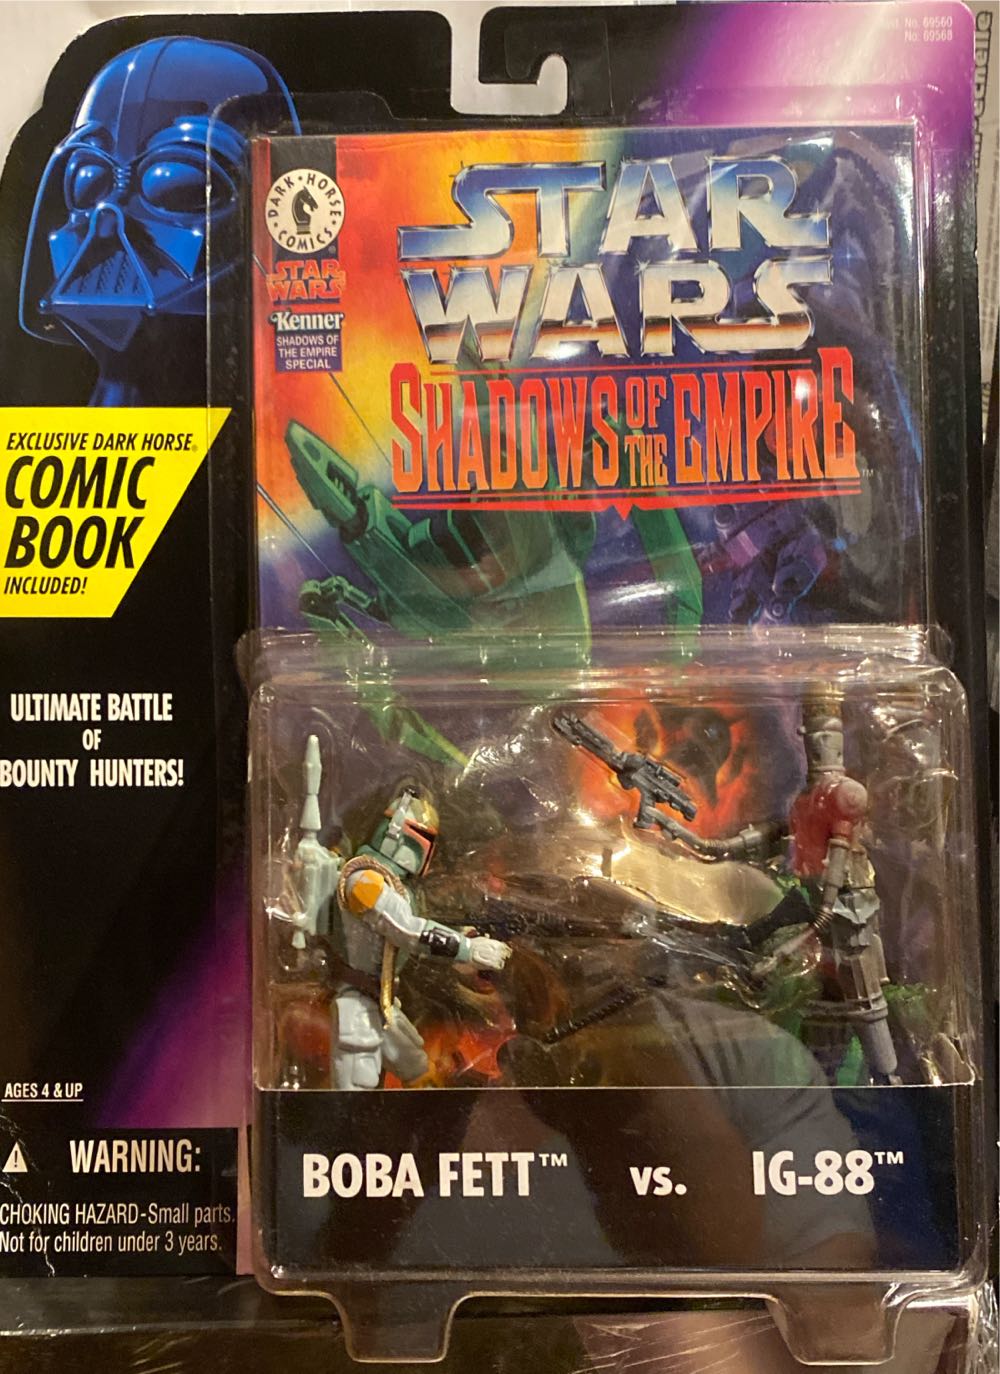 No. 69560
No. 69568
DARK HORSE
COMICS
STAR
WARS
Kenner
SHADOWS OF
THE EMPIRE
SPECIAL
STAR
WARS
SHADOWS OF THE EMPIRE™
EXCLUSIVE DARK HORSE®
COMIC
BOOK
INCLUDED!
ULTIMATE BATTLE
OF
BOUNTY HUNTERS!
AGES 4 & UP
WARNING:
CHOKING HAZARD-Small parts.
Not for children under 3 years.
BOBA FETT™ vs. IG-88™